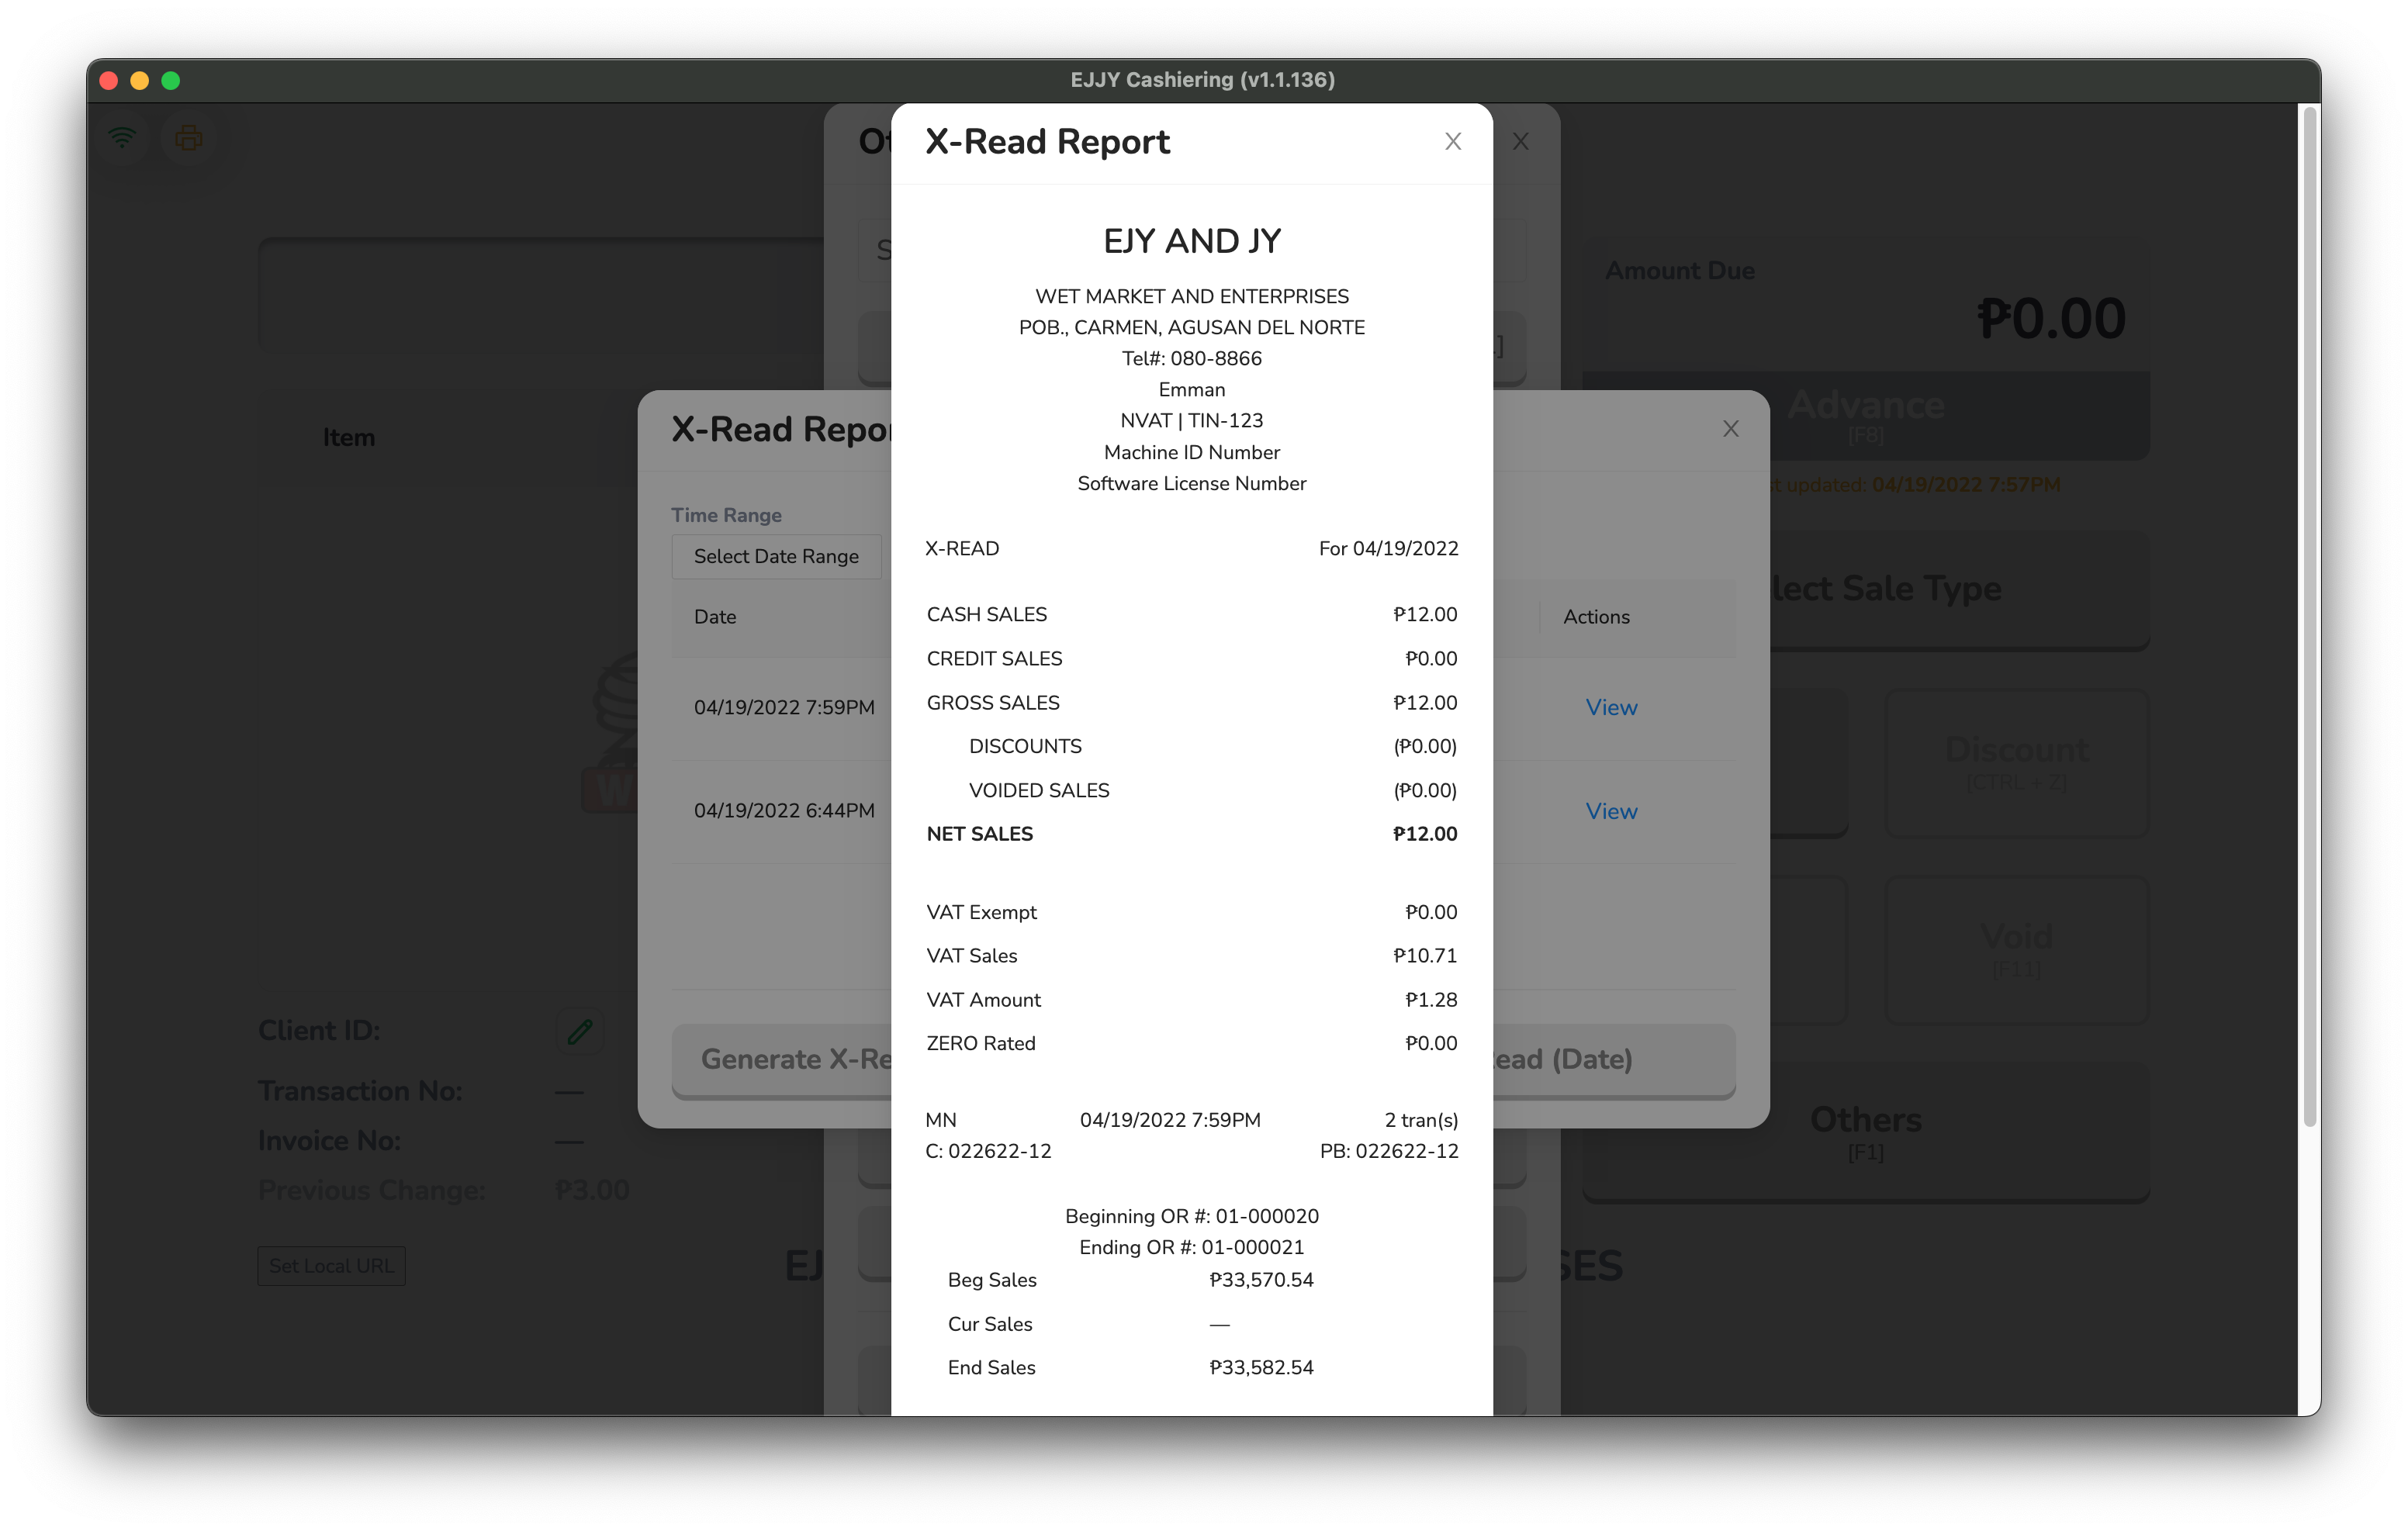 EJJY Cashiering (v1.1.136)
X-Read Report
X
X
EJY AND JY
WET MARKET AND ENTERPRISES
POB., CARMEN, AGUSAN DEL NORTE
Tel#: 080-8866
Emman
NVAT | TIN-123
Machine ID Number
Software License Number
X-READ For 04/19/2022
CASH SALES ₱12.00
CREDIT SALES ₱0.00
GROSS SALES ₱12.00
DISCOUNTS (₱0.00)
VOIDED SALES (₱0.00)
NET SALES ₱12.00
VAT Exempt ₱0.00
VAT Sales ₱10.71
VAT Amount ₱1.28
ZERO Rated ₱0.00
MN 04/19/2022 7:59PM 2 tran(s)
C: 022622-12 PB: 022622-12
Beginning OR #: 01-000020
Ending OR #: 01-000021
Beg Sales ₱33,570.54
Cur Sales —
End Sales ₱33,582.54
X-Read Repor
X
Time Range
Select Date Range
Date Actions
04/19/2022 7:59PM View
04/19/2022 6:44PM View
Generate X-Re
ead (Date)
Item
Amount Due
₱0.00
Advance
[F8]
updated: 04/19/2022 7:57PM
lect Sale Type
Discount
[CTRL + Z]
Void
[F11]
Others
[F1]
Client ID:
Transaction No: —
Invoice No: —
Previous Change: ₱3.00
Set Local URL
EJ
SES